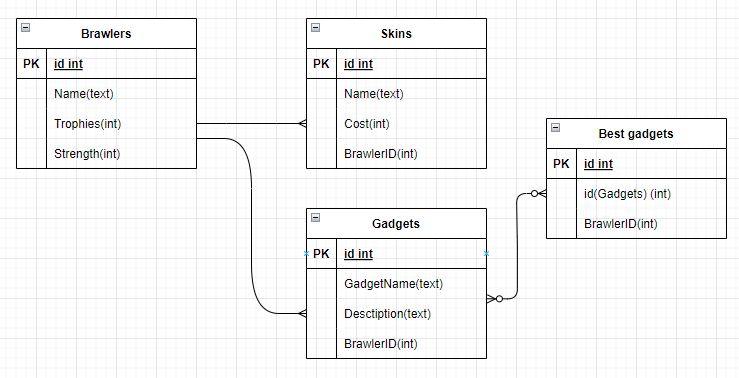 Brawlers
PK id int
Name(text)
Trophies(int)
Strength(int)
Skins
PK id int
Name(text)
Cost(int)
BrawlerID(int)
Gadgets
PK id int
GadgetName(text)
Desctiption(text)
BrawlerID(int)
Best gadgets
PK id int
id(Gadgets) (int)
BrawlerID(int)